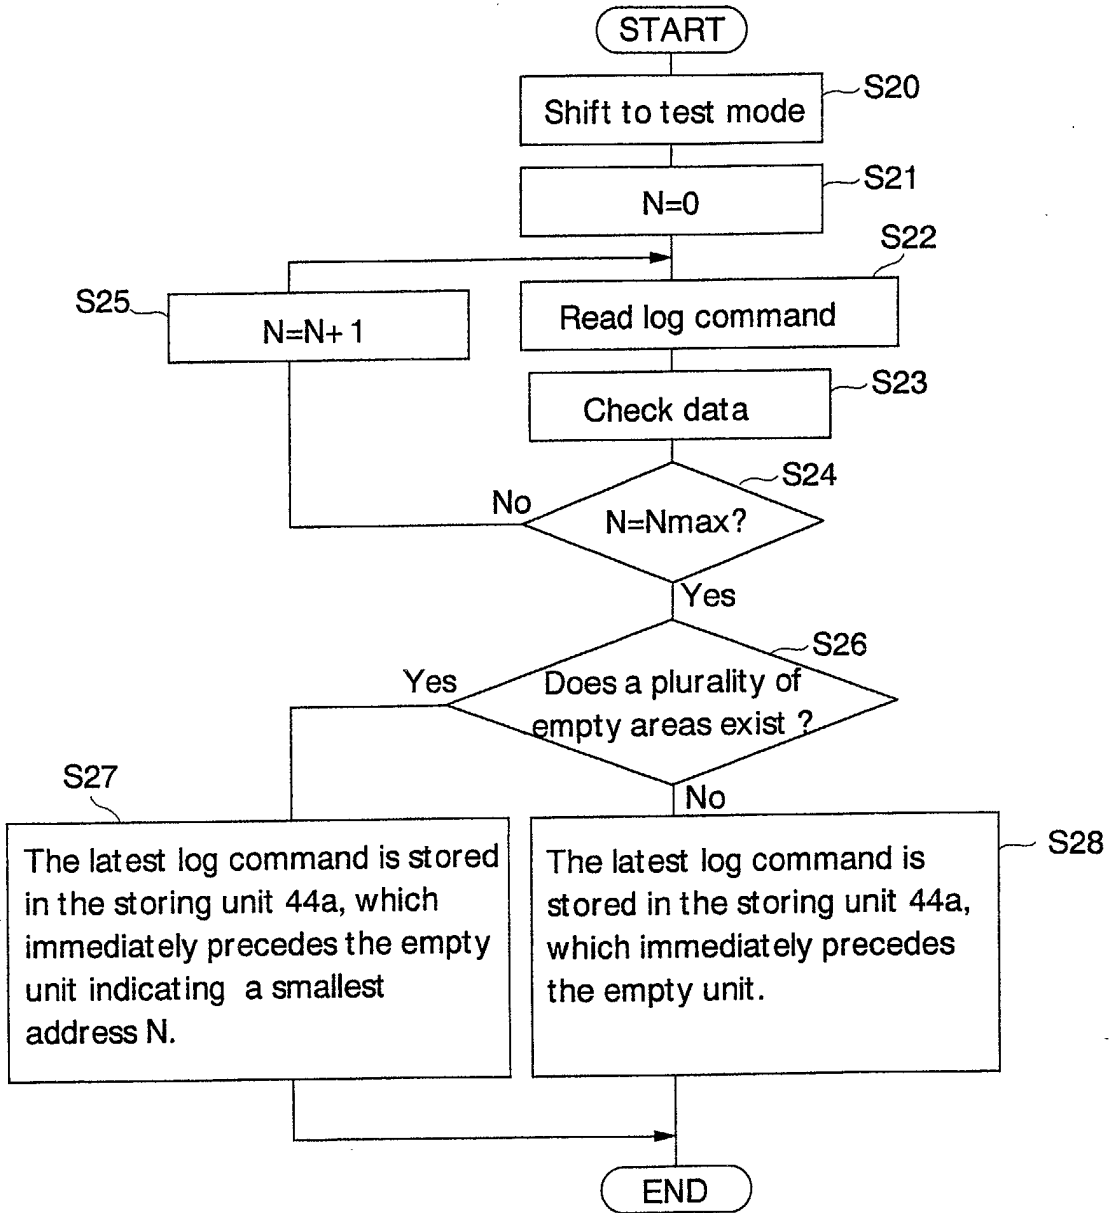 START
Shift to test mode
S20
N=0
S21
S22
Read log command
S25
N=N+ 1
S23
Check data
S24
N=Nmax?
No
Yes
S26
Does a plurality of
empty areas exist ?
Yes
No
S27
The latest log command is stored
in the storing unit 44a, which
immediately precedes the empty
unit indicating a smallest
address N.
S28
The latest log command is
stored in the storing unit 44a,
which immediately precedes
the empty unit.
END